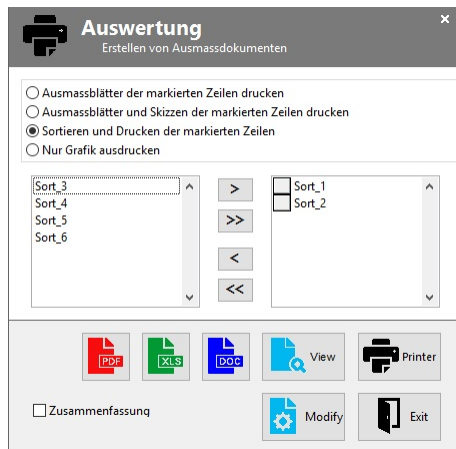 Auswertung
Erstellen von Ausmassdokumenten
×
Ausmassblätter der markierten Zeilen drucken
Ausmassblätter und Skizzen der markierten Zeilen drucken
Sortieren und Drucken der markierten Zeilen
Nur Grafik ausdrucken
Sort_3
Sort_4
Sort_5
Sort_6
>
>>
<
<<
Sort_1
Sort_2
PDF
XLS
DOC
View
Printer
Zusammenfassung
Modify
Exit